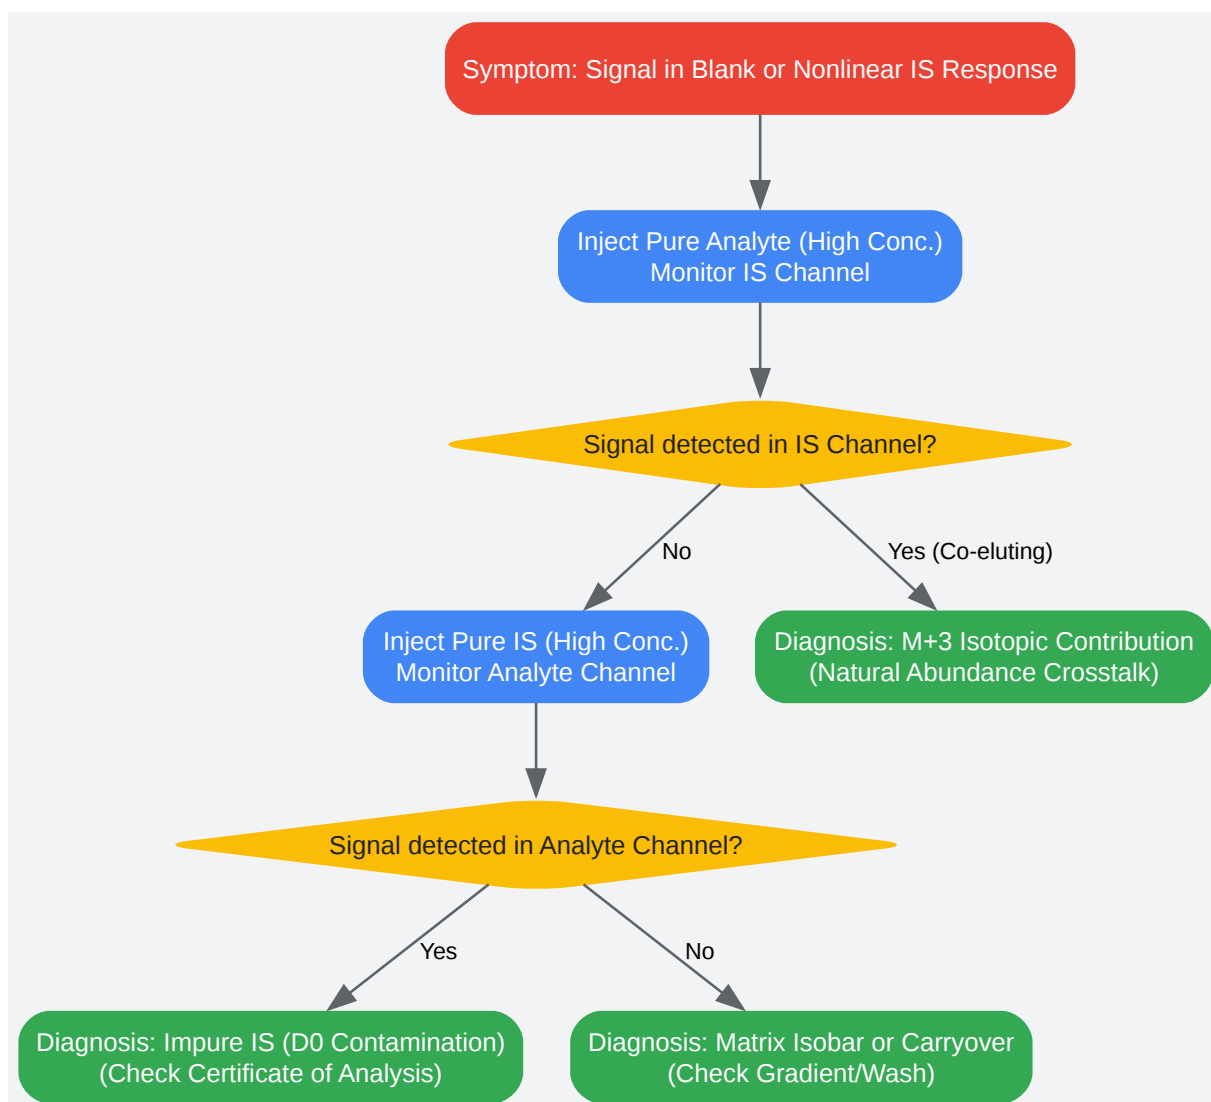 Symptom: Signal in Blank or Nonlinear IS Response
Inject Pure Analyte (High Conc.)
Monitor IS Channel
Signal detected in IS Channel?
No
Yes (Co-eluting)
Inject Pure IS (High Conc.)
Monitor Analyte Channel
Diagnosis: M+3 Isotopic Contribution
(Natural Abundance Crosstalk)
Signal detected in Analyte Channel?
Yes
No
Diagnosis: Impure IS (D0 Contamination)
(Check Certificate of Analysis)
Diagnosis: Matrix Isobar or Carryover
(Check Gradient/Wash)